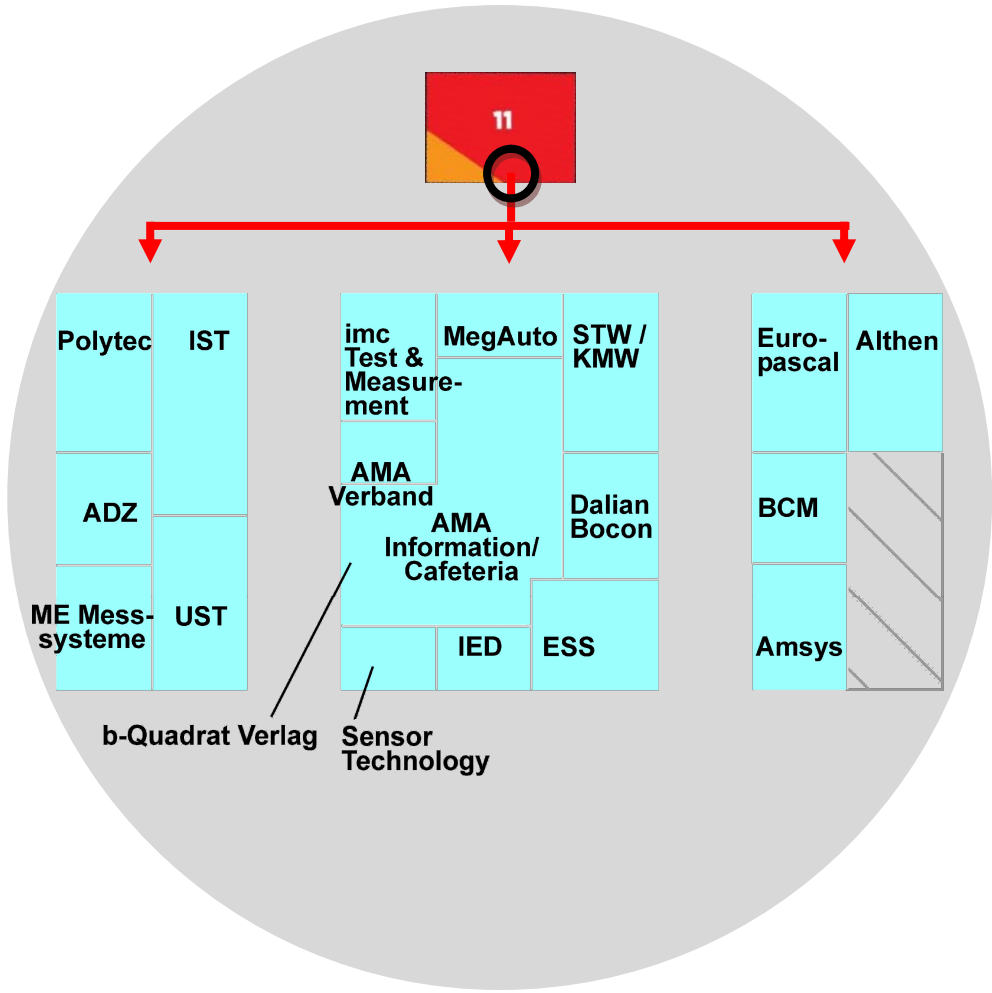 11
Polytec
IST
ADZ
ME Mess-
systeme
UST
imc
Test &
Measure-
ment
MegAuto
STW /
KMW
AMA
Verband
AMA
Information/
Cafeteria
Dalian
Bocon
IED
ESS
b-Quadrat Verlag
Sensor
Technology
Euro-
pascal
Althen
BCM
Amsys